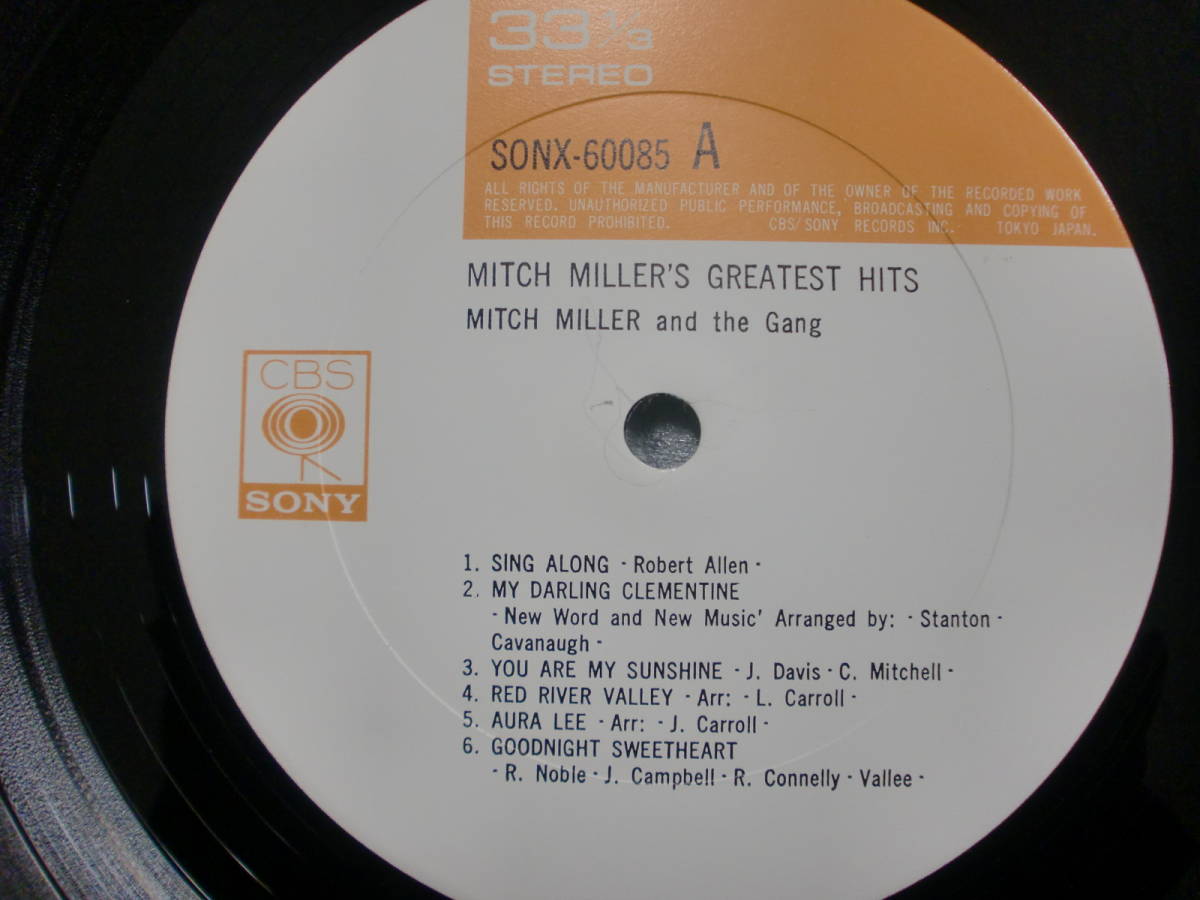 33 1/3
STEREO
SONX-60085 A
ALL RIGHTS OF THE MANUFACTURER AND OF THE OWNER OF THE RECORDED WORK
RESERVED. UNAUTHORIZED PUBLIC PERFORMANCE, BROADCASTING AND COPYING OF
THIS RECORD PROHIBITED. CBS/SONY RECORDS INC. TOKYO JAPAN.
MITCH MILLER'S GREATEST HITS
MITCH MILLER and the Gang
CBS
SONY
1. SING ALONG - Robert Allen -
2. MY DARLING CLEMENTINE
- New Word and New Music' Arranged by: - Stanton -
Cavanaugh -
3. YOU ARE MY SUNSHINE - J. Davis - C. Mitchell -
4. RED RIVER VALLEY - Arr: - L. Carroll -
5. AURA LEE - Arr: - J. Carroll -
6. GOODNIGHT SWEETHEART
- R. Noble - J. Campbell - R. Connelly - Vallee -